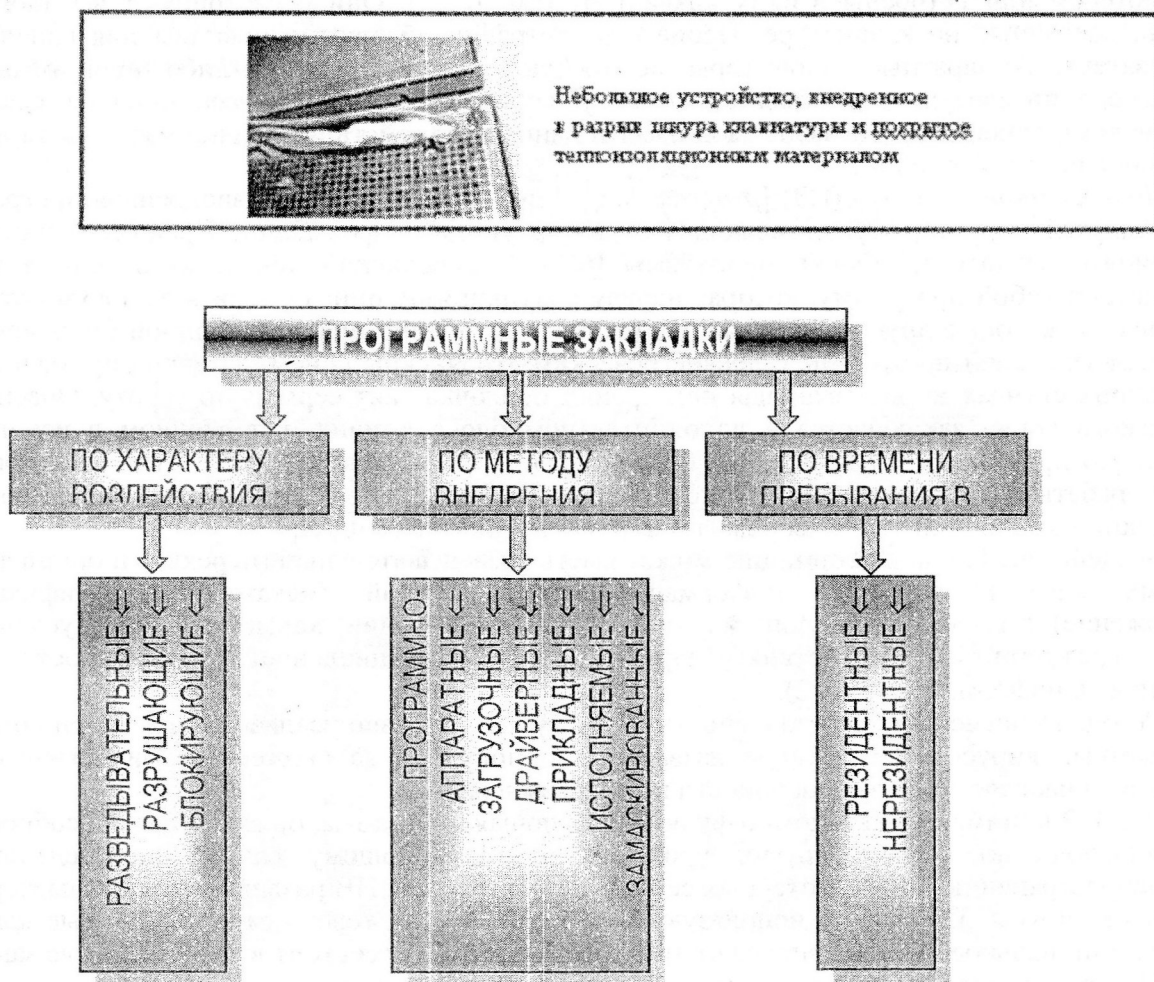 Небольшое устройство, внедренное
в разрыв шнура клавиатуры и покрытое
теплоизоляционным материалом
ПРОГРАММНЫЕ ЗАКЛАДКИ
ПО ХАРАКТЕРУ
ВОЗДЕЙСТВИЯ
ПО МЕТОДУ
ВНЕДРЕНИЯ
ПО ВРЕМЕНИ
ПРЕБЫВАНИЯ В
РАЗВЕДЫВАТЕЛЬНЫЕ ⇐
РАЗРУШАЮЩИЕ ⇐
БЛОКИРУЮЩИЕ ⇐
ПРОГРАММНО-
АППАРАТНЫЕ ⇐
ЗАГРУЗОЧНЫЕ ⇐
ДРАЙВЕРНЫЕ ⇐
ПРИКЛАДНЫЕ ⇐
ИСПОЛНЯЕМЫЕ ⇐
ЗАМАСКИРОВАННЫЕ ⇐
РЕЗИДЕНТНЫЕ ⇐
НЕРЕЗИДЕНТНЫЕ ⇐